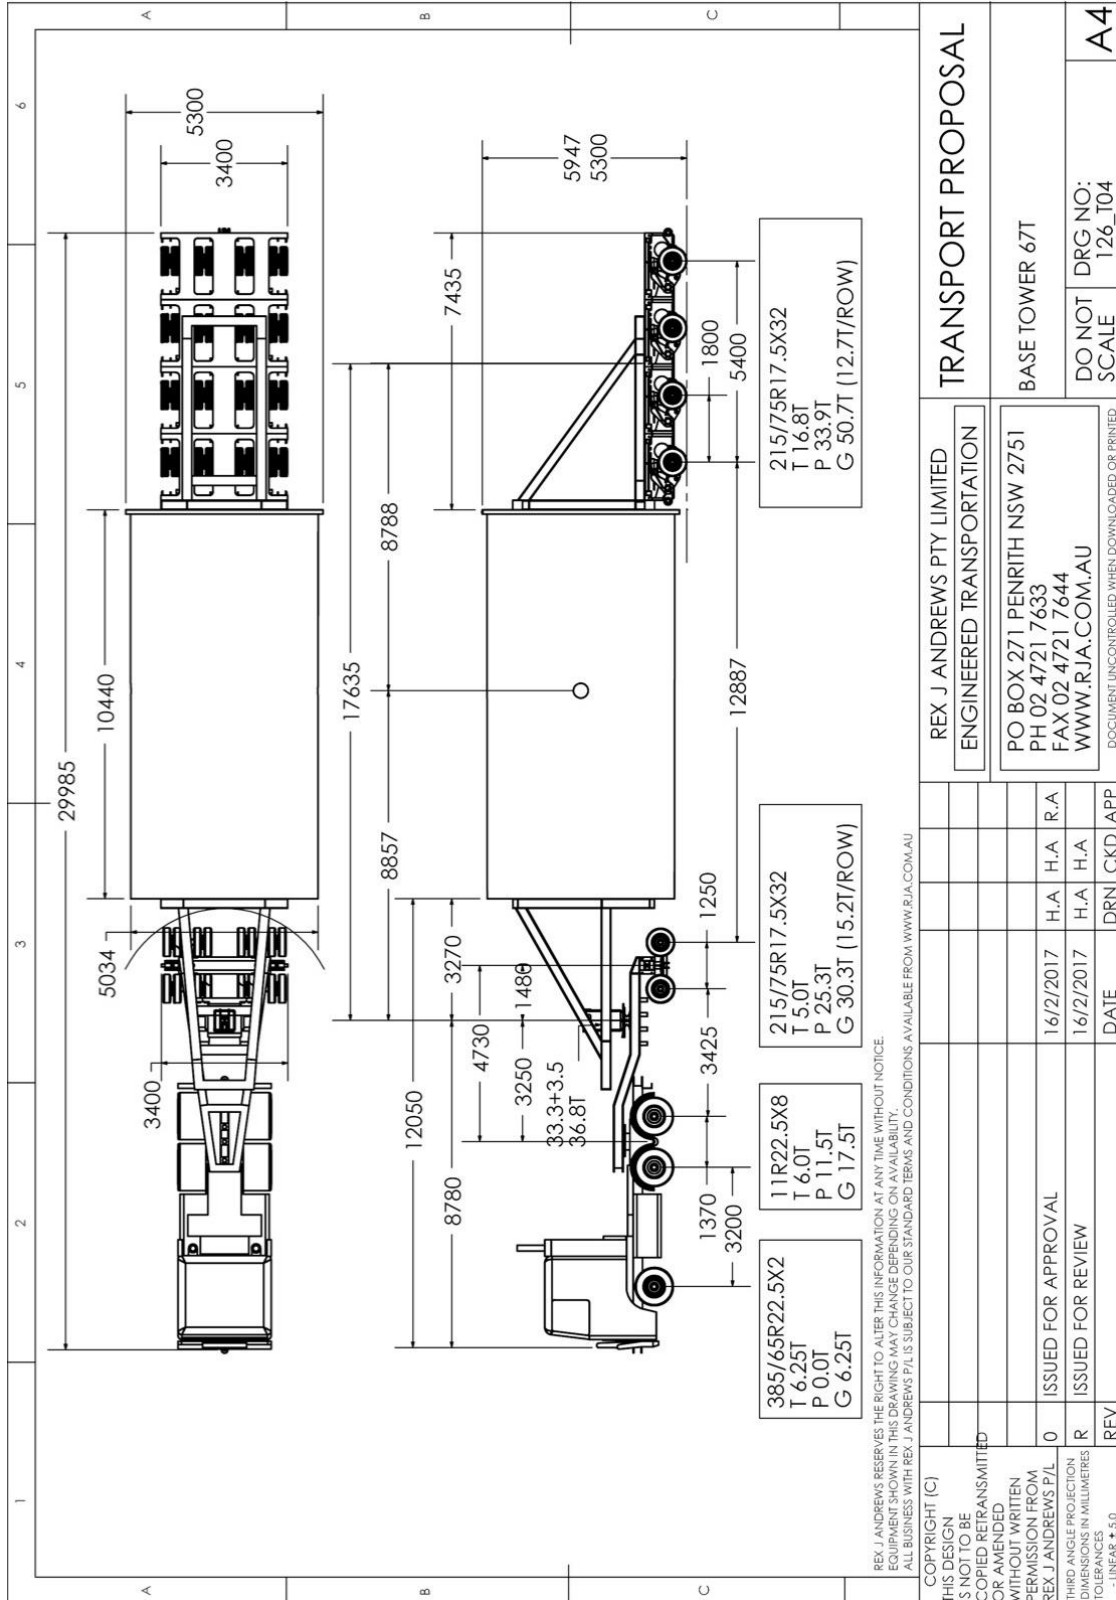 1
2
3
4
5
6
A
B
C
A
B
C
29985
10440
5034
3400
5300
3400
17635
8857
8788
12050
8780
3270
4730
3250
1480
33.3+3.5
36.8T
7435
5947
5300
12887
1370
3200
3425
1250
1800
5400
385/65R22.5X2
T 6.25T
P 0.0T
G 6.25T
11R22.5X8
T 6.0T
P 11.5T
G 17.5T
215/75R17.5X32
T 5.0T
P 25.3T
G 30.3T (15.2T/ROW)
215/75R17.5X32
T 16.8T
P 33.9T
G 50.7T (12.7T/ROW)
REX J ANDREWS RESERVES THE RIGHT TO ALTER THIS INFORMATION AT ANY TIME WITHOUT NOTICE.
EQUIPMENT SHOWN IN THIS DRAWING MAY CHANGE DEPENDING ON AVAILABILITY.
ALL BUSINESS WITH REX J ANDREWS P/L IS SUBJECT TO OUR STANDARD TERMS AND CONDITIONS AVAILABLE FROM WWW.RJA.COM.AU
COPYRIGHT (C)
THIS DESIGN
S NOT TO BE
COPIED RETRANSMITTED
OR AMENDED
WITHOUT WRITTEN
PERMISSION FROM
REX J ANDREWS P/L
THIRD ANGLE PROJECTION
DIMENSIONS IN MILLIMETRES
TOLERANCES
- LINEAR ± 5.0
0 ISSUED FOR APPROVAL 16/2/2017 H.A H.A R.A
R ISSUED FOR REVIEW 16/2/2017 H.A H.A
REV DATE DRN CKD APP
REX J ANDREWS PTY LIMITED
ENGINEERED TRANSPORTATION
PO BOX 271 PENRITH NSW 2751
PH 02 4721 7633
FAX 02 4721 7644
WWW.RJA.COM.AU
DOCUMENT UNCONTROLLED WHEN DOWNLOADED OR PRINTED
TRANSPORT PROPOSAL
BASE TOWER 67T
DO NOT
SCALE
DRG NO:
126_T04
A4